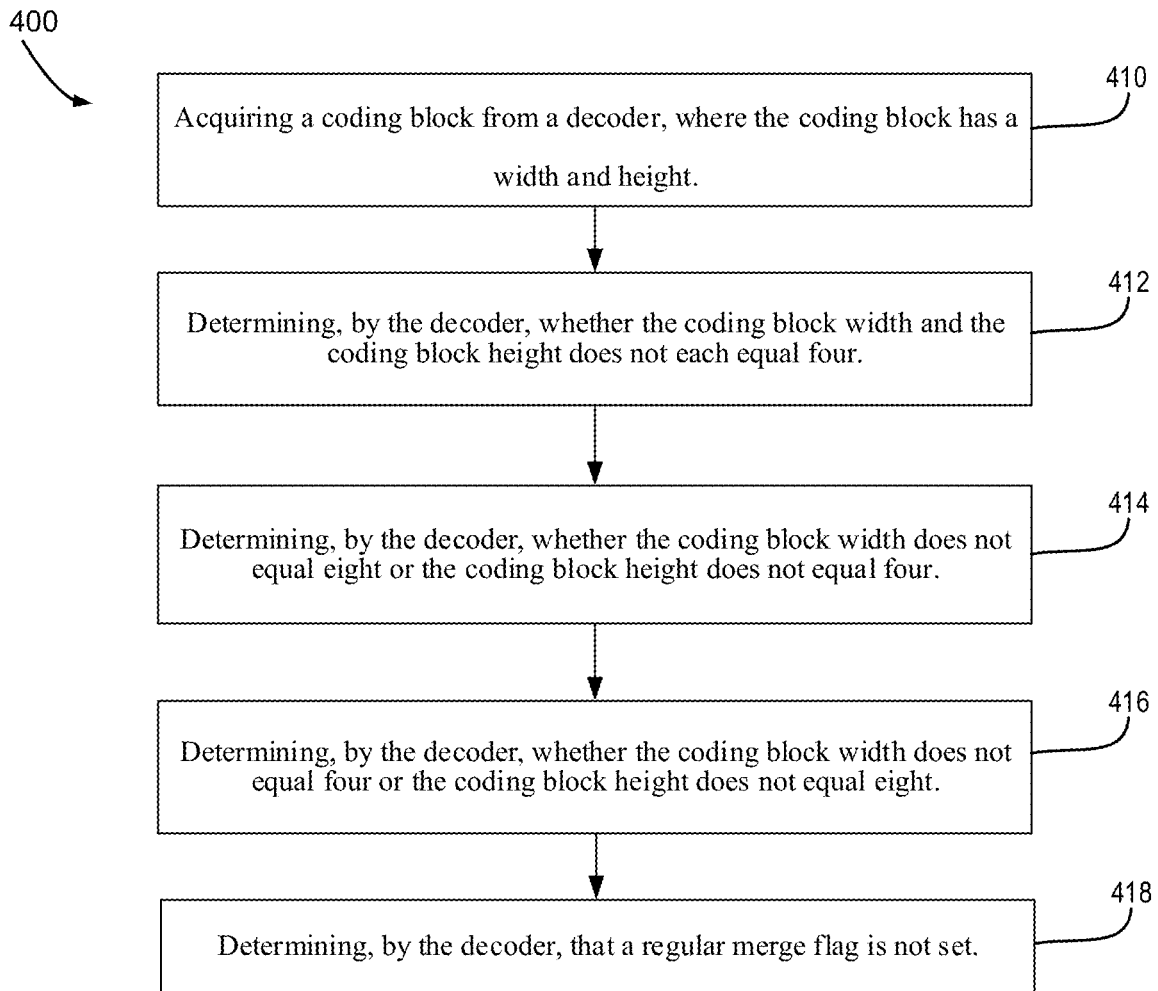 400
410
Acquiring a coding block from a decoder, where the coding block has a
width and height.
412
Determining, by the decoder, whether the coding block width and the
coding block height does not each equal four.
414
Determining, by the decoder, whether the coding block width does not
equal eight or the coding block height does not equal four.
416
Determining, by the decoder, whether the coding block width does not
equal four or the coding block height does not equal eight.
418
Determining, by the decoder, that a regular merge flag is not set.